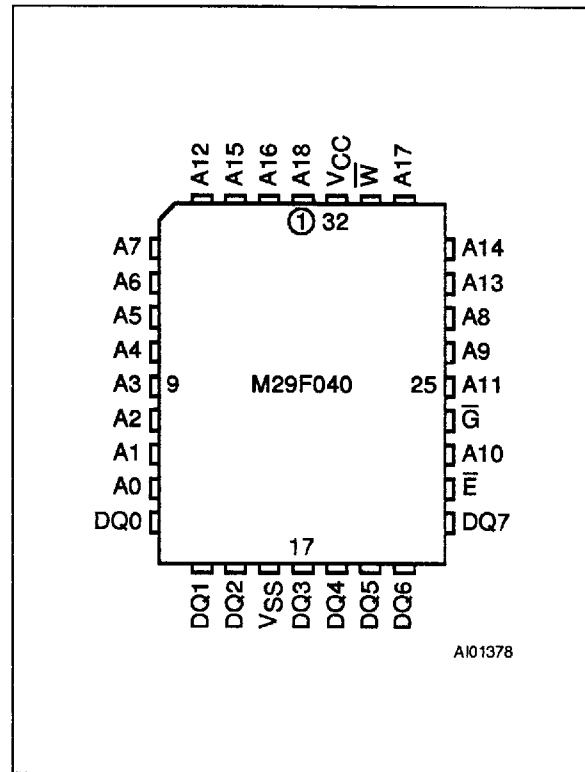 A12 A15 A16 A18 VCC W̅ A17
1 32
A7 A14
A6 A13
A5 A8
A4 A9
A3 9 M29F040 25 A11
A2 G̅
A1 A10
A0 E̅
DQ0 DQ7
17
DQ1 DQ2 VSS DQ3 DQ4 DQ5 DQ6
AI01378